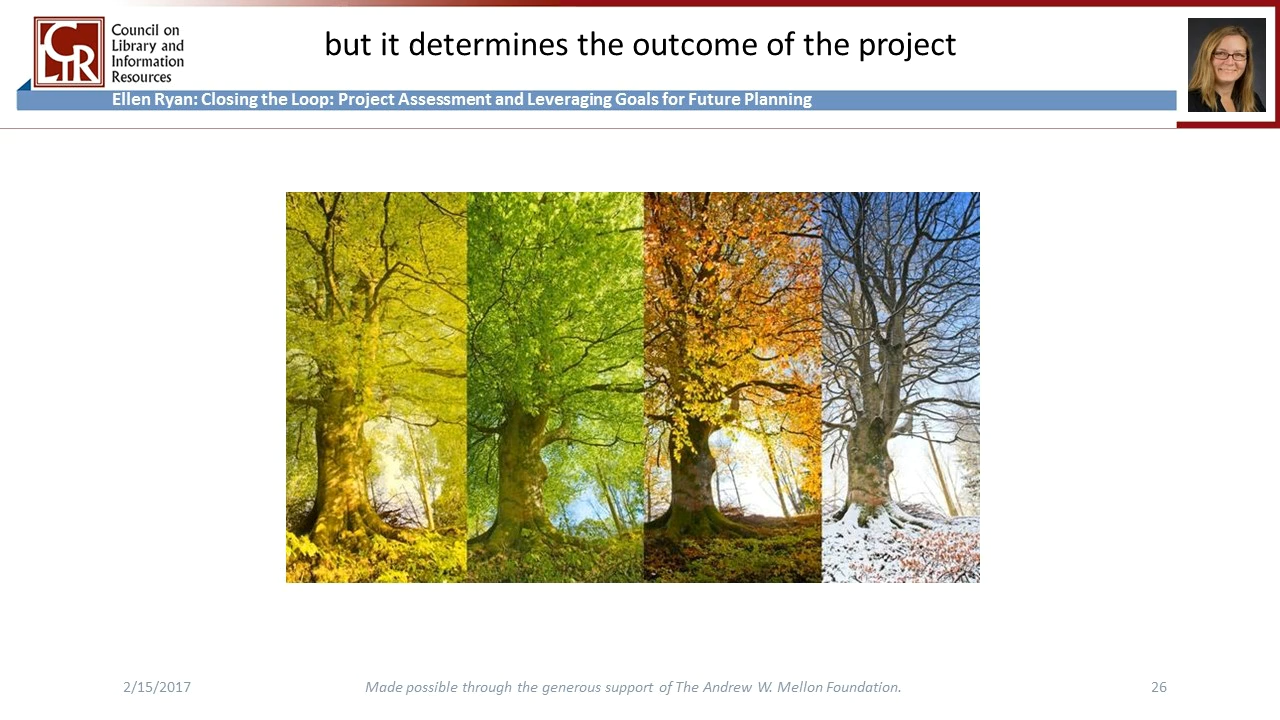 CLIR
Council on
Library and
Information
Resources
but it determines the outcome of the project
Ellen Ryan: Closing the Loop: Project Assessment and Leveraging Goals for Future Planning
2/15/2017
Made possible through the generous support of The Andrew W. Mellon Foundation.
26